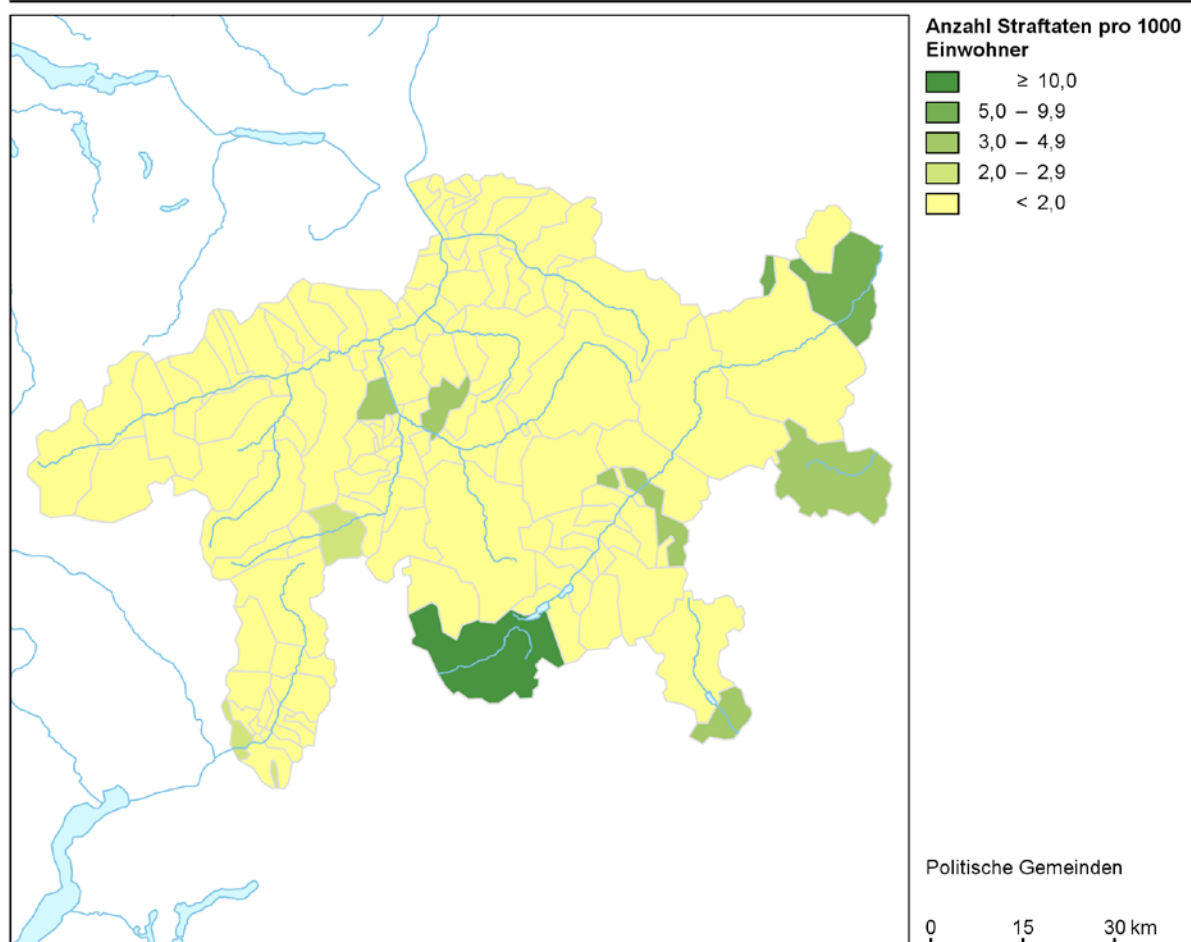 Anzahl Straftaten pro 1000
Einwohner
≥ 10,0
5,0 – 9,9
3,0 – 4,9
2,0 – 2,9
< 2,0
Politische Gemeinden
0 15 30 km